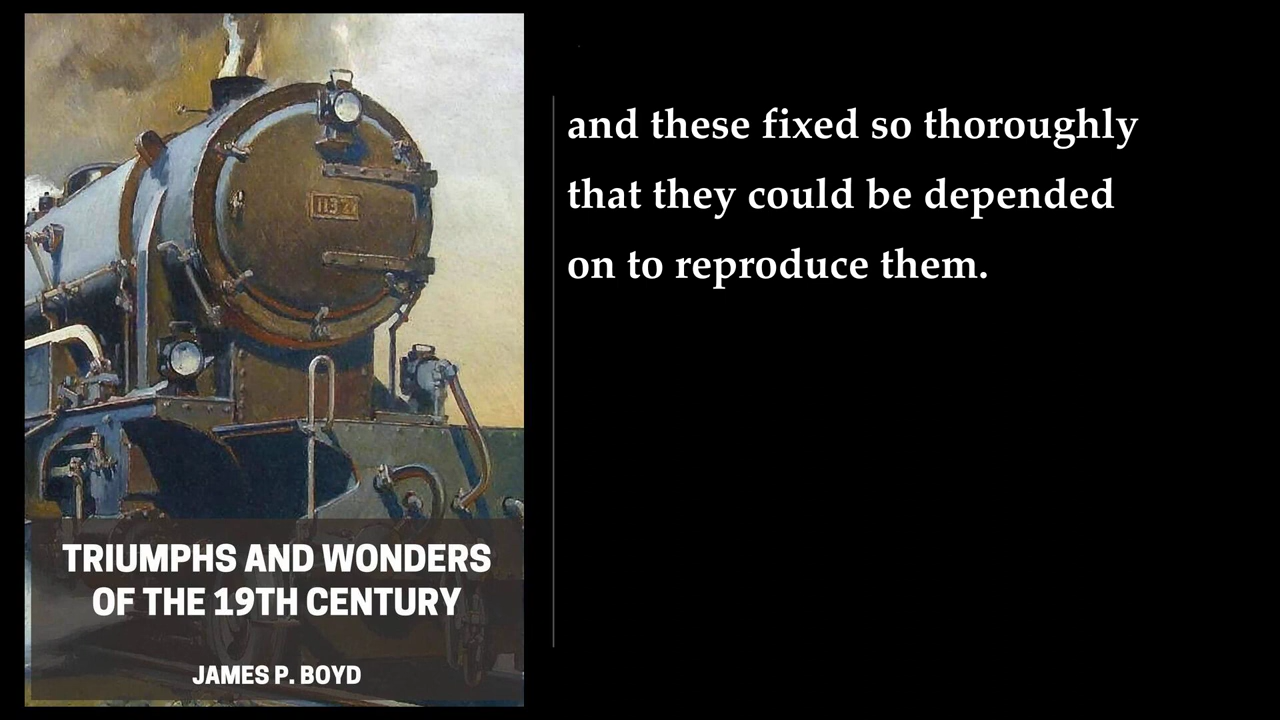 and these fixed so thoroughly
that they could be depended
on to reproduce them.
TRIUMPHS AND WONDERS
OF THE 19TH CENTURY
JAMES P. BOYD